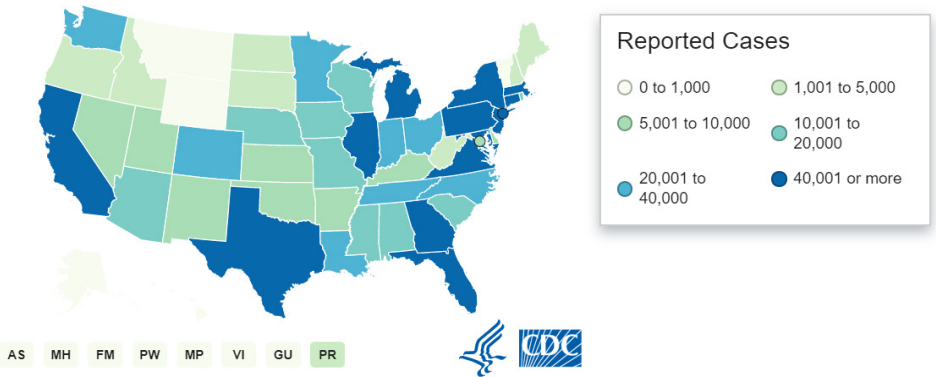 Reported Cases
0 to 1,000
1,001 to 5,000
5,001 to 10,000
10,001 to
20,000
20,001 to
40,000
40,001 or more
AS MH FM PW MP VI GU PR
CDC